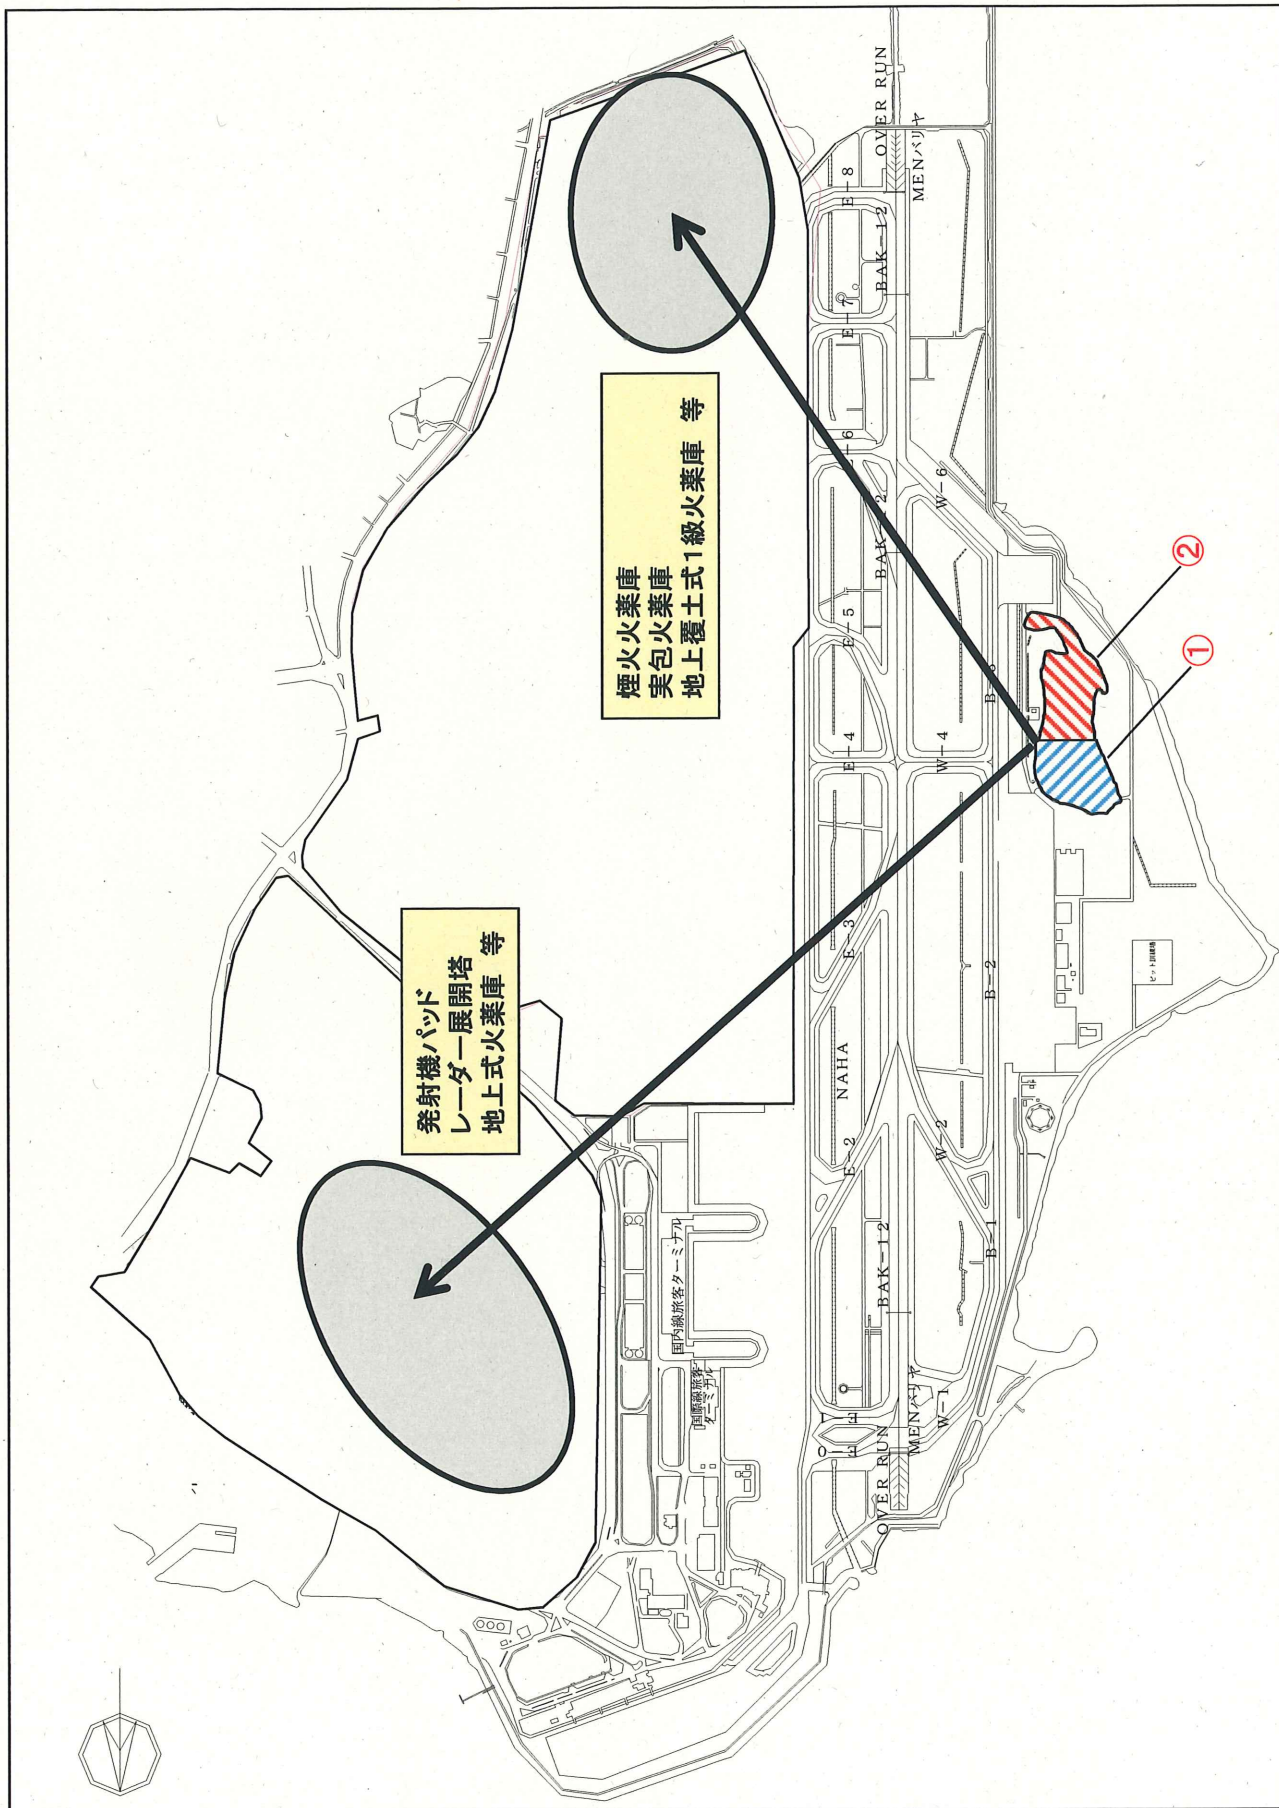 発射機パッド
レーダー展開塔
地上式火薬庫 等
煙火火薬庫
実包火薬庫
地上覆土式1級火薬庫 等
国内線旅客ターミナル
国際線旅客
ターミナル
E-0
E-1
E-2
E-3
E-4
E-5
E-6
E-7
E-8
NAHA
OVER RUN
BAK-12
BAK-12
BAK-12
OVER RUN
MENバリヤ
MENバリヤ
W-1
W-2
W-4
W-6
B-1
B-2
①
②